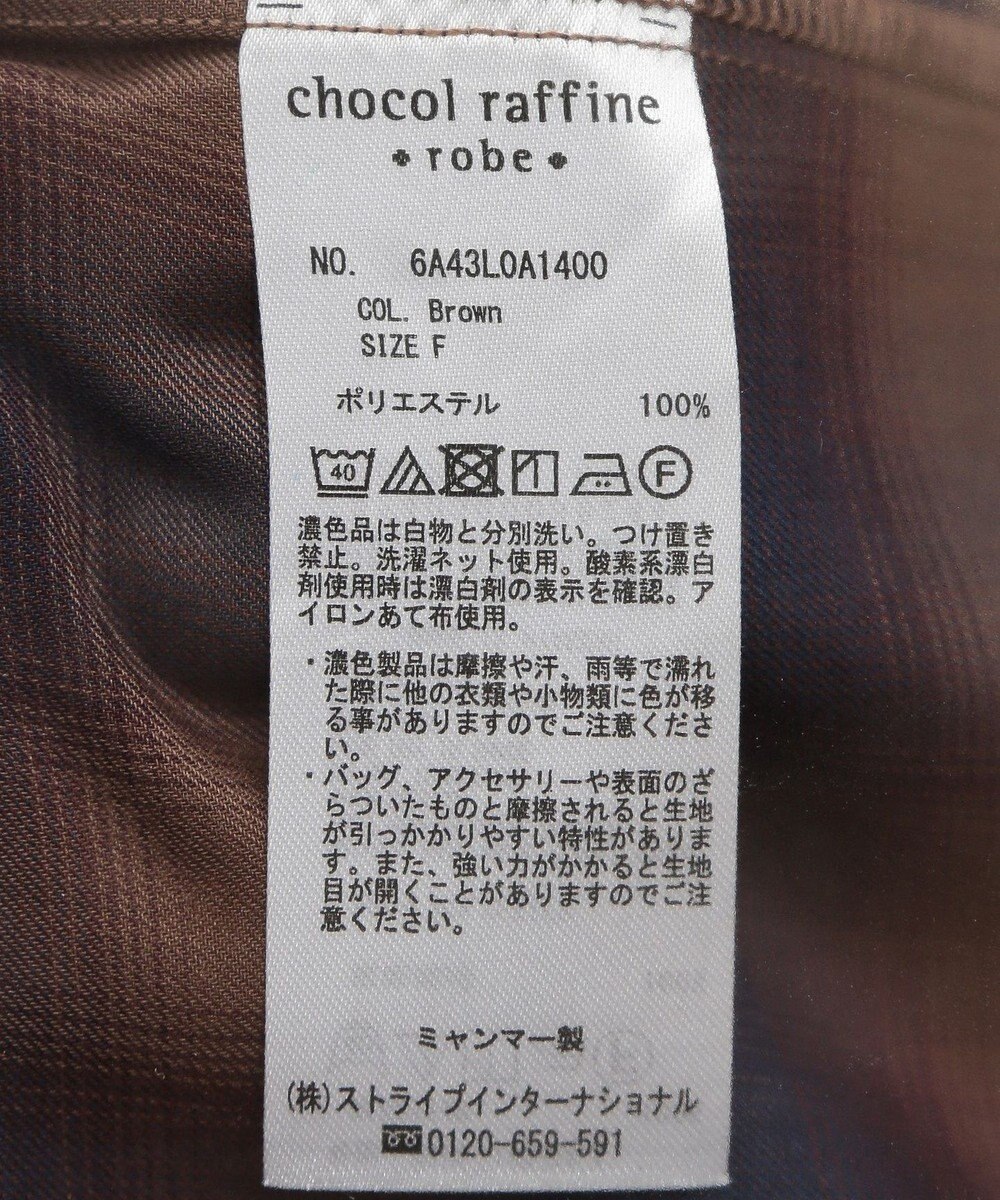 chocol raffine
robe
NO. 6A43L0A1400
COL. Brown
SIZE F
ポリエステル 100%
40 F
濃色品は白物と分別洗い。つけ置き
禁止。洗濯ネット使用。酸素系漂白
剤使用時は漂白剤の表示を確認。ア
イロンあて布使用。
・濃色製品は摩擦や汗、雨等で濡れ
た際に他の衣類や小物類に色が移
る事がありますのでご注意くださ
い。
・バッグ、アクセサリーや表面のざ
らついたものと摩擦されると生地
が引っかかりやすい特性がありま
す。また、強い力がかかると生地
目が開くことがありますのでご注
意ください。
ミャンマー製
(株)ストライプインターナショナル
0120-659-591